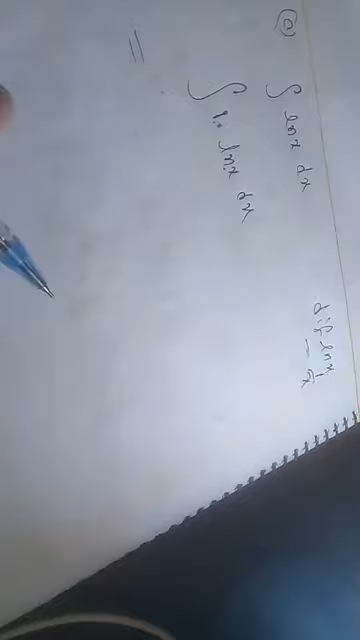 @ ∫ lnx dx
∫ 1. lnx dx
=
dif lnx
= 1/x